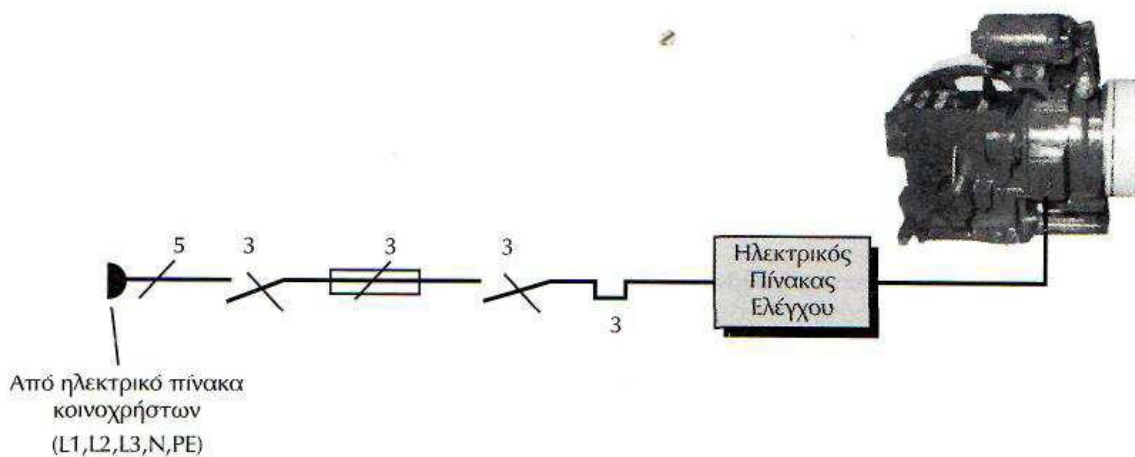 5
3
3
3
3
Ηλεκτρικός
Πίνακας
Ελέγχου
Από ηλεκτρικό πίνακα
κοινοχρήστων
(L1,L2,L3,N,PE)